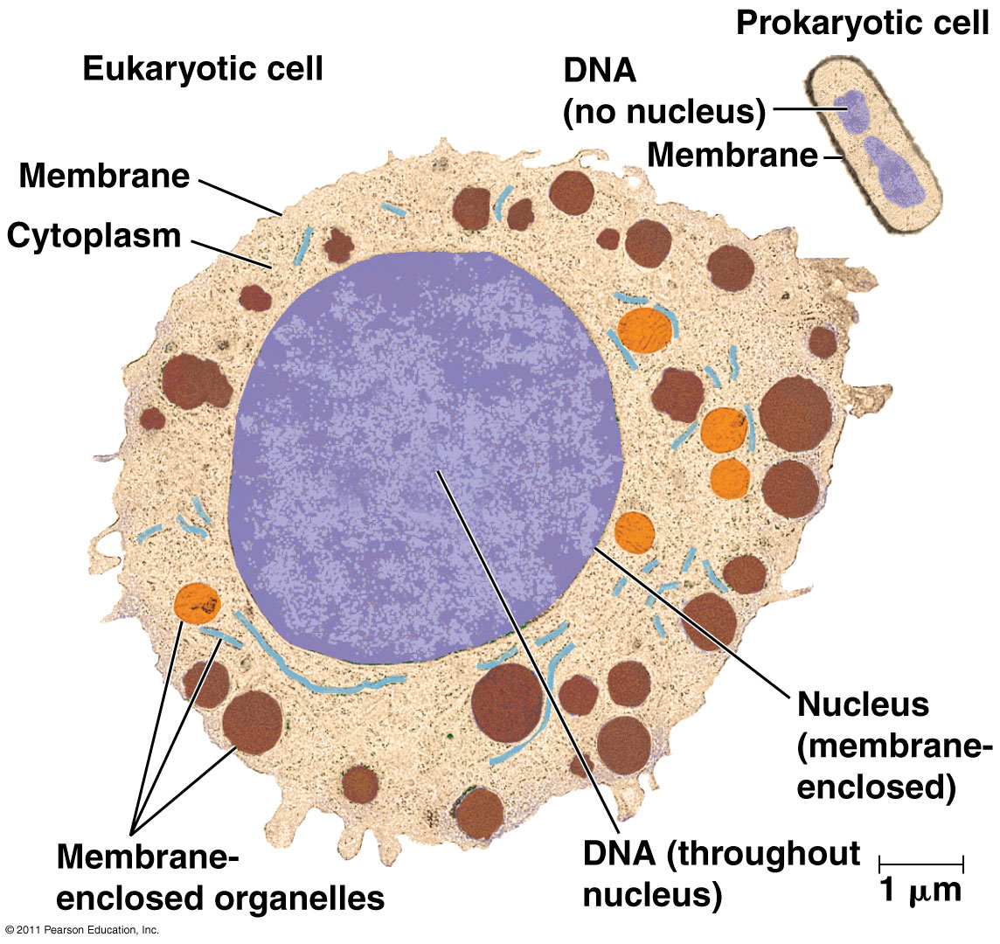 Prokaryotic cell
Eukaryotic cell
DNA
(no nucleus)
Membrane
Membrane
Cytoplasm
Nucleus
(membrane-
enclosed)
Membrane-
enclosed organelles
DNA (throughout
nucleus)
1 μm
© 2011 Pearson Education, Inc.